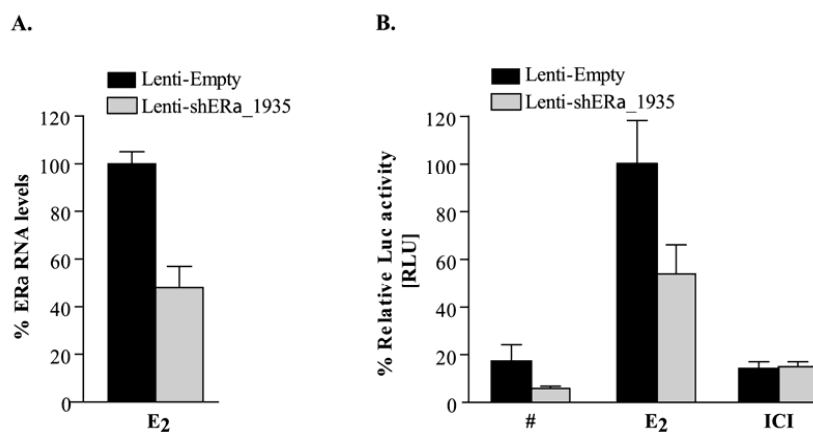 A.
Lenti-Empty
Lenti-shERa_1935
% ERa RNA levels
120
100
80
60
40
20
0
E2
B.
Lenti-Empty
Lenti-shERa_1935
% Relative Luc activity
[RLU]
120
100
80
60
40
20
0
#
E2
ICI